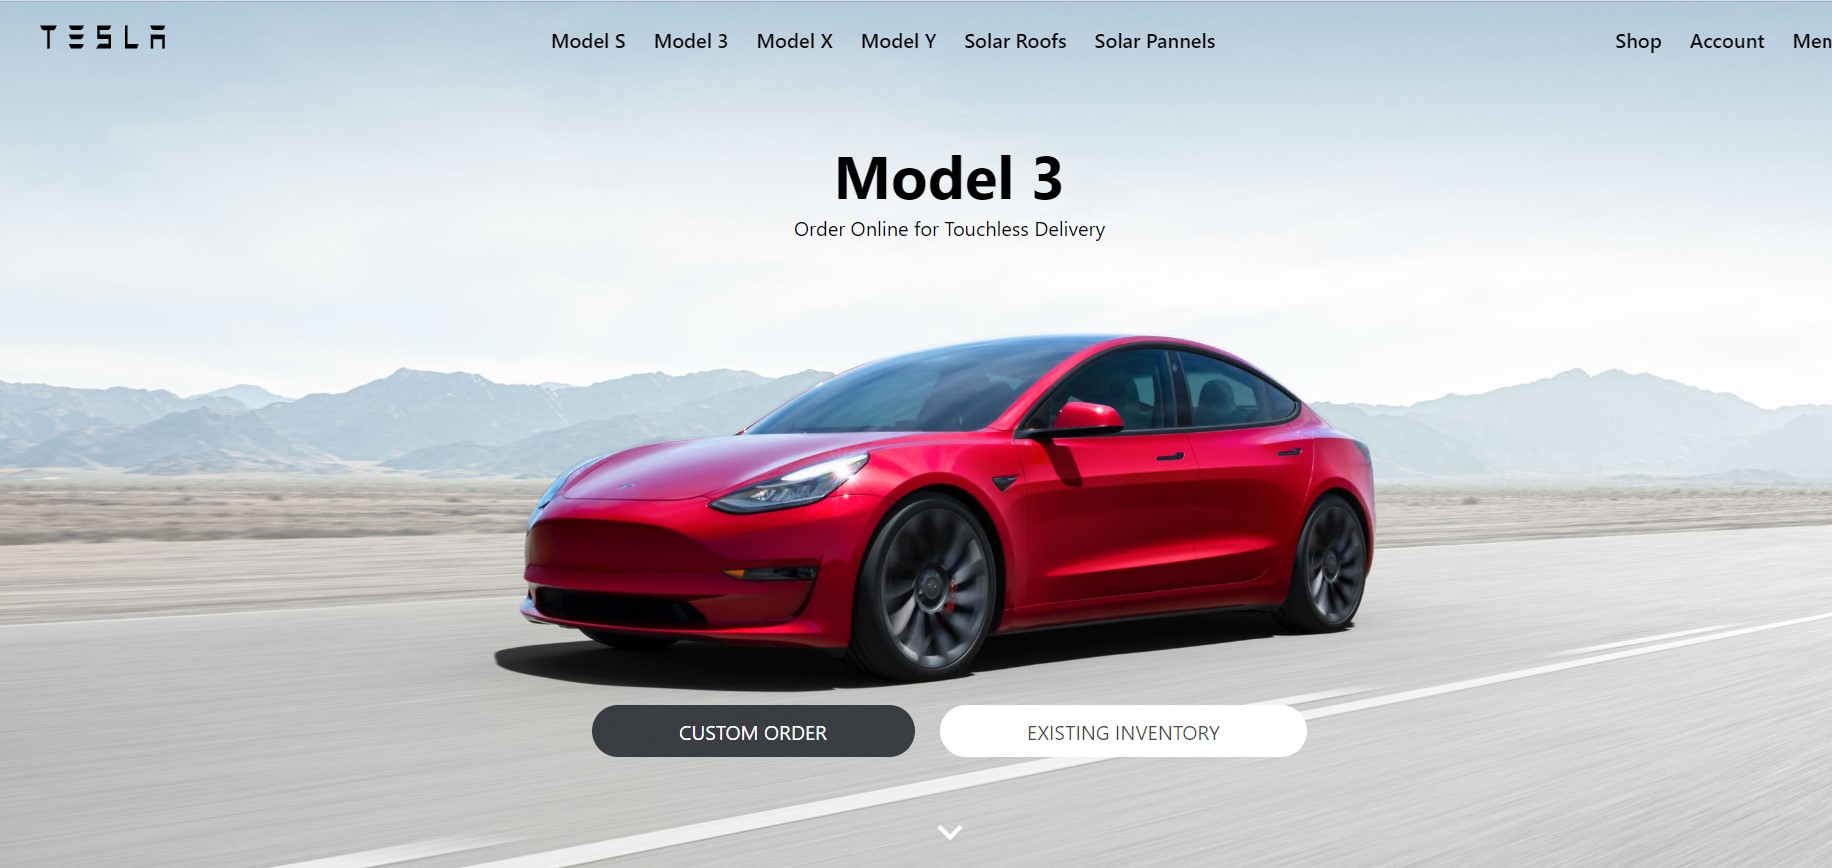 TESLA
Model S Model 3 Model X Model Y Solar Roofs Solar Pannels
Shop Account Men
Model 3
Order Online for Touchless Delivery
CUSTOM ORDER
EXISTING INVENTORY